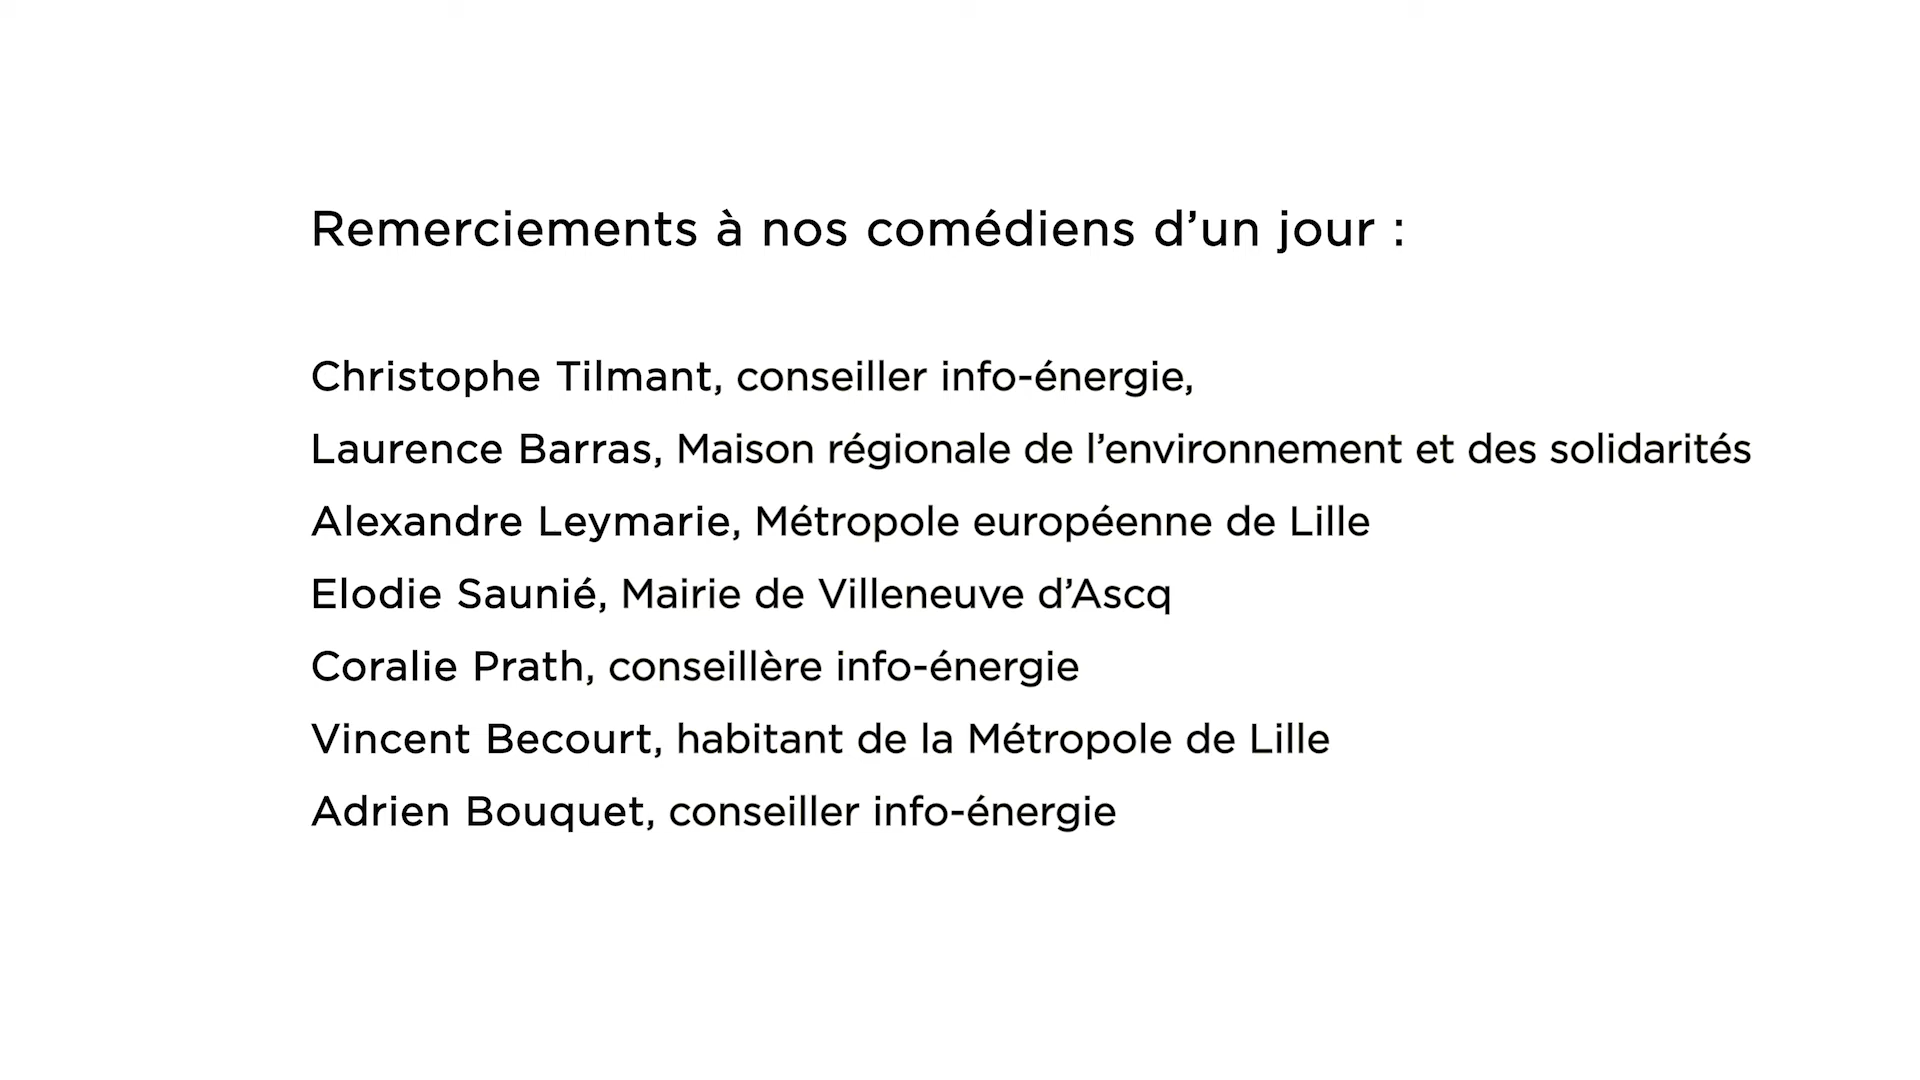 Remerciements à nos comédiens d’un jour :
Christophe Tilmant, conseiller info-énergie,
Laurence Barras, Maison régionale de l’environnement et des solidarités
Alexandre Leymarie, Métropole européenne de Lille
Elodie Saunié, Mairie de Villeneuve d’Ascq
Coralie Prath, conseillère info-énergie
Vincent Becourt, habitant de la Métropole de Lille
Adrien Bouquet, conseiller info-énergie